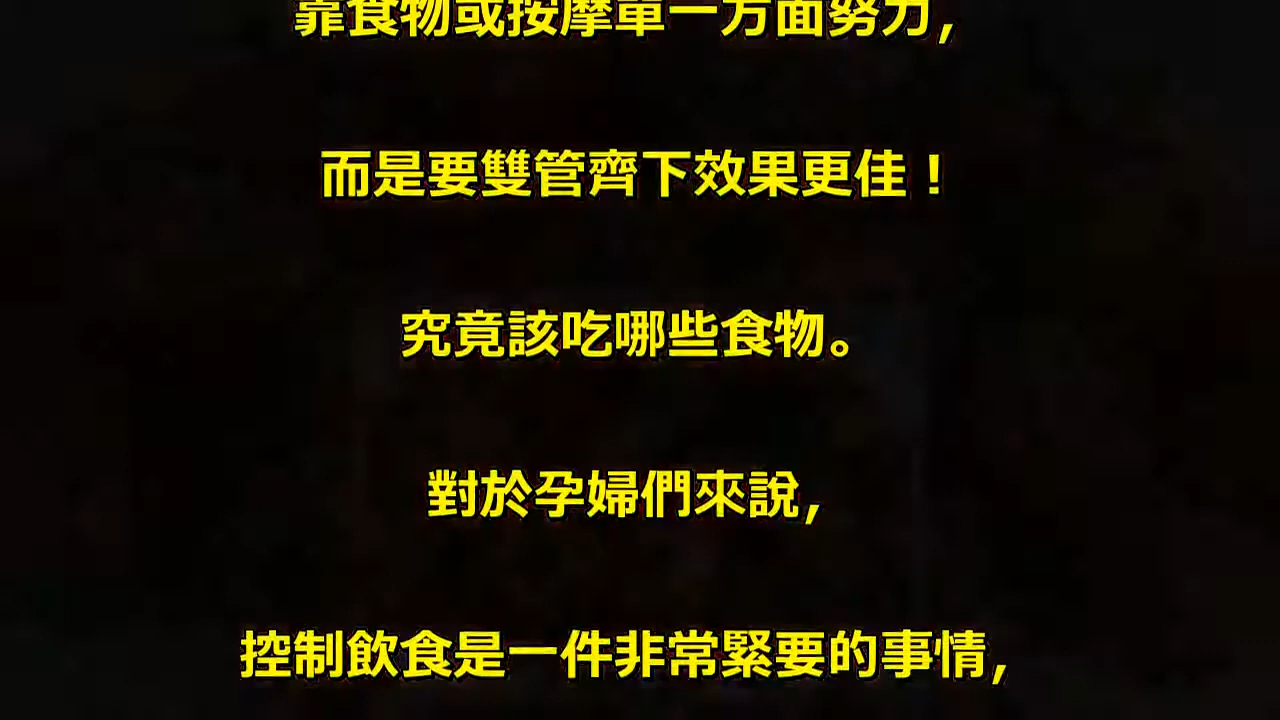 靠食物或按摩單一方面努力,
而是要雙管齊下效果更佳！
究竟該吃哪些食物。
對於孕婦們來說,
控制飲食是一件非常緊要的事情,